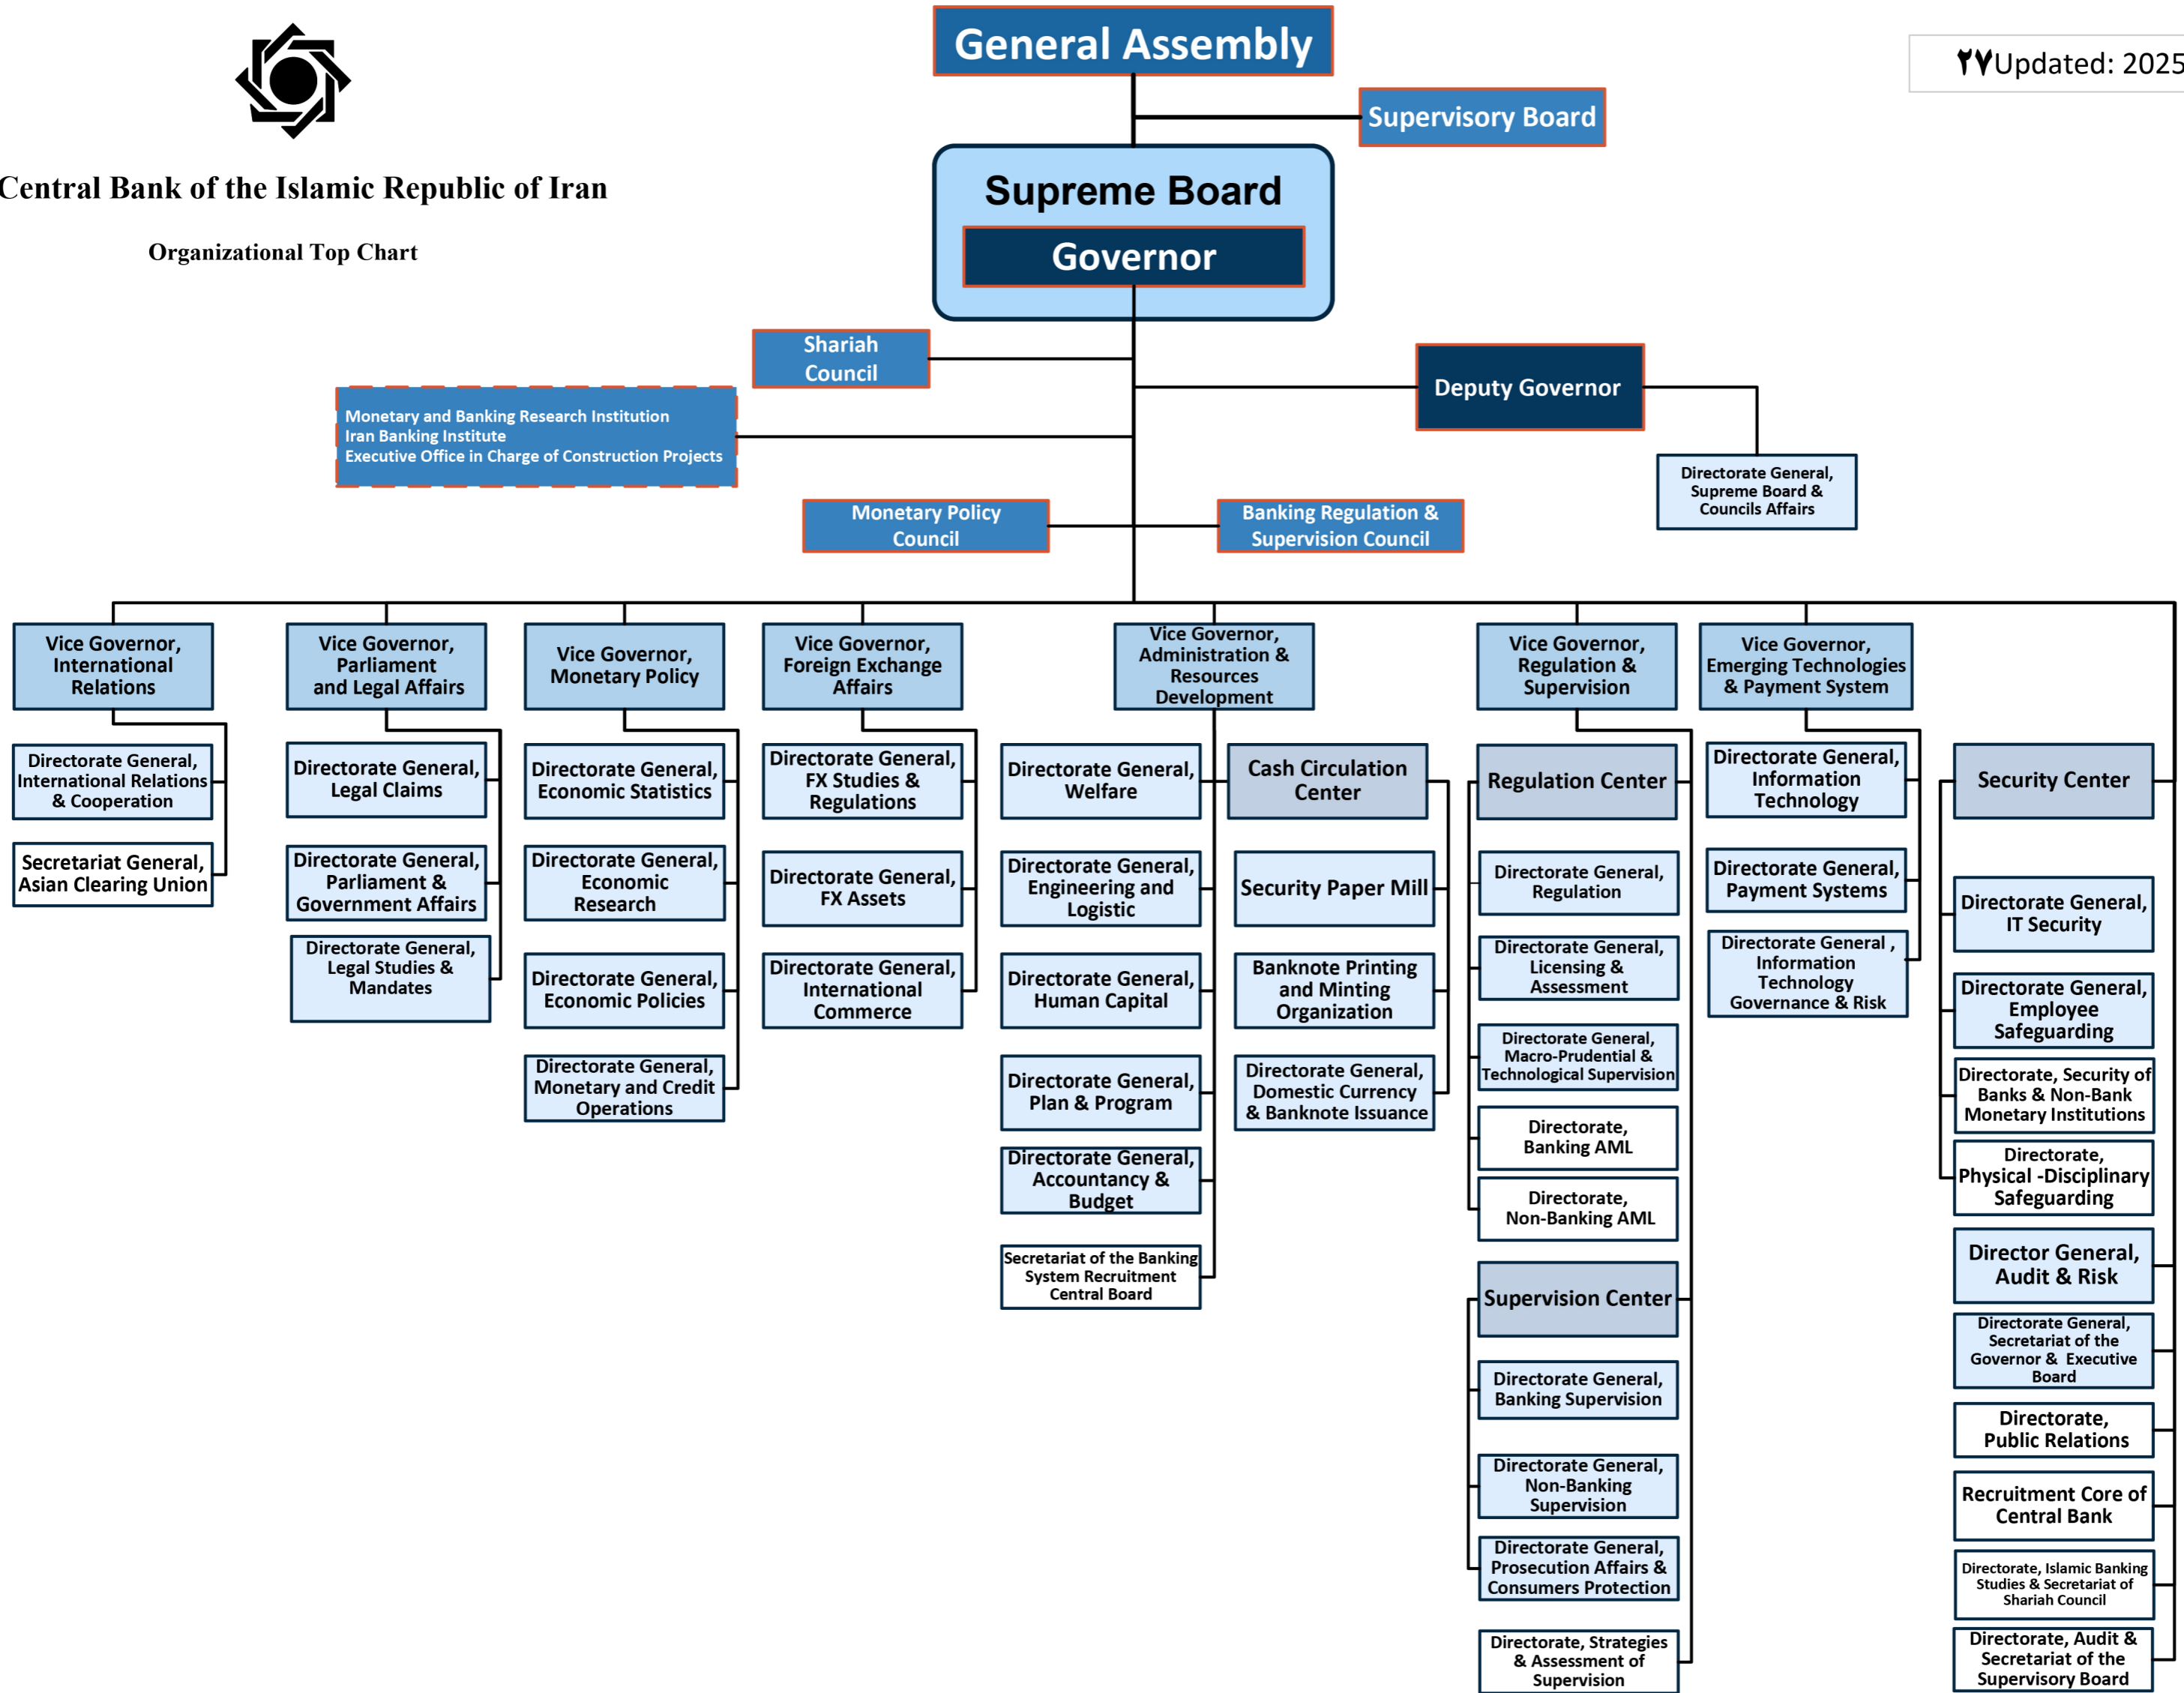 General Assembly
۲۷Updated: 2025
Supervisory Board
Central Bank of the Islamic Republic of Iran
Organizational Top Chart
Supreme Board
Governor
Shariah
Council
Deputy Governor
Monetary and Banking Research Institution
Iran Banking Institute
Executive Office in Charge of Construction Projects
Directorate General,
Supreme Board &
Councils Affairs
Monetary Policy
Council
Banking Regulation &
Supervision Council
Vice Governor,
International
Relations
Vice Governor,
Parliament
and Legal Affairs
Vice Governor,
Monetary Policy
Vice Governor,
Foreign Exchange
Affairs
Vice Governor,
Administration &
Resources
Development
Vice Governor,
Regulation &
Supervision
Vice Governor,
Emerging Technologies
& Payment System
Directorate General,
International Relations
& Cooperation
Secretariat General,
Asian Clearing Union
Directorate General,
Legal Claims
Directorate General,
Parliament &
Government Affairs
Directorate General,
Legal Studies &
Mandates
Directorate General,
Economic Statistics
Directorate General,
Economic
Research
Directorate General,
Economic Policies
Directorate General,
Monetary and Credit
Operations
Directorate General,
FX Studies &
Regulations
Directorate General,
FX Assets
Directorate General,
International
Commerce
Directorate General,
Welfare
Directorate General,
Engineering and
Logistic
Directorate General,
Human Capital
Directorate General,
Plan & Program
Directorate General,
Accountancy &
Budget
Secretariat of the Banking
System Recruitment
Central Board
Cash Circulation
Center
Security Paper Mill
Banknote Printing
and Minting
Organization
Directorate General,
Domestic Currency
& Banknote Issuance
Regulation Center
Directorate General,
Regulation
Directorate General,
Licensing &
Assessment
Directorate General,
Macro-Prudential &
Technological Supervision
Directorate,
Banking AML
Directorate,
Non-Banking AML
Supervision Center
Directorate General,
Banking Supervision
Directorate General,
Non-Banking
Supervision
Directorate General,
Prosecution Affairs &
Consumers Protection
Directorate, Strategies
& Assessment of
Supervision
Directorate General,
Information
Technology
Directorate General,
Payment Systems
Directorate General ,
Information
Technology
Governance & Risk
Security Center
Directorate General,
IT Security
Directorate General,
Employee
Safeguarding
Directorate, Security of
Banks & Non-Bank
Monetary Institutions
Directorate,
Physical -Disciplinary
Safeguarding
Director General,
Audit & Risk
Directorate General,
Secretariat of the
Governor & Executive
Board
Directorate,
Public Relations
Recruitment Core of
Central Bank
Directorate, Islamic Banking
Studies & Secretariat of
Shariah Council
Directorate, Audit &
Secretariat of the
Supervisory Board